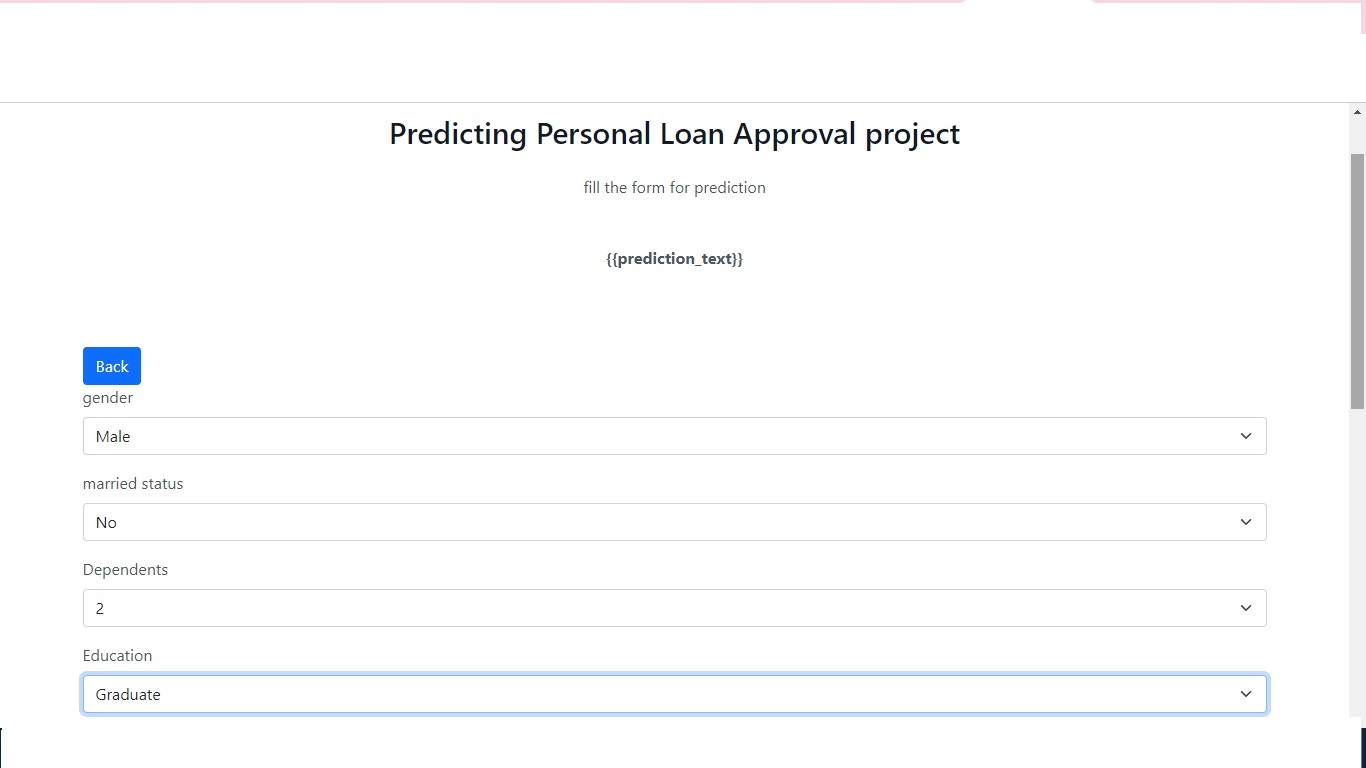 Predicting Personal Loan Approval project
fill the form for prediction
{{prediction_text}}
Back
gender
Male
married status
No
Dependents
2
Education
Graduate